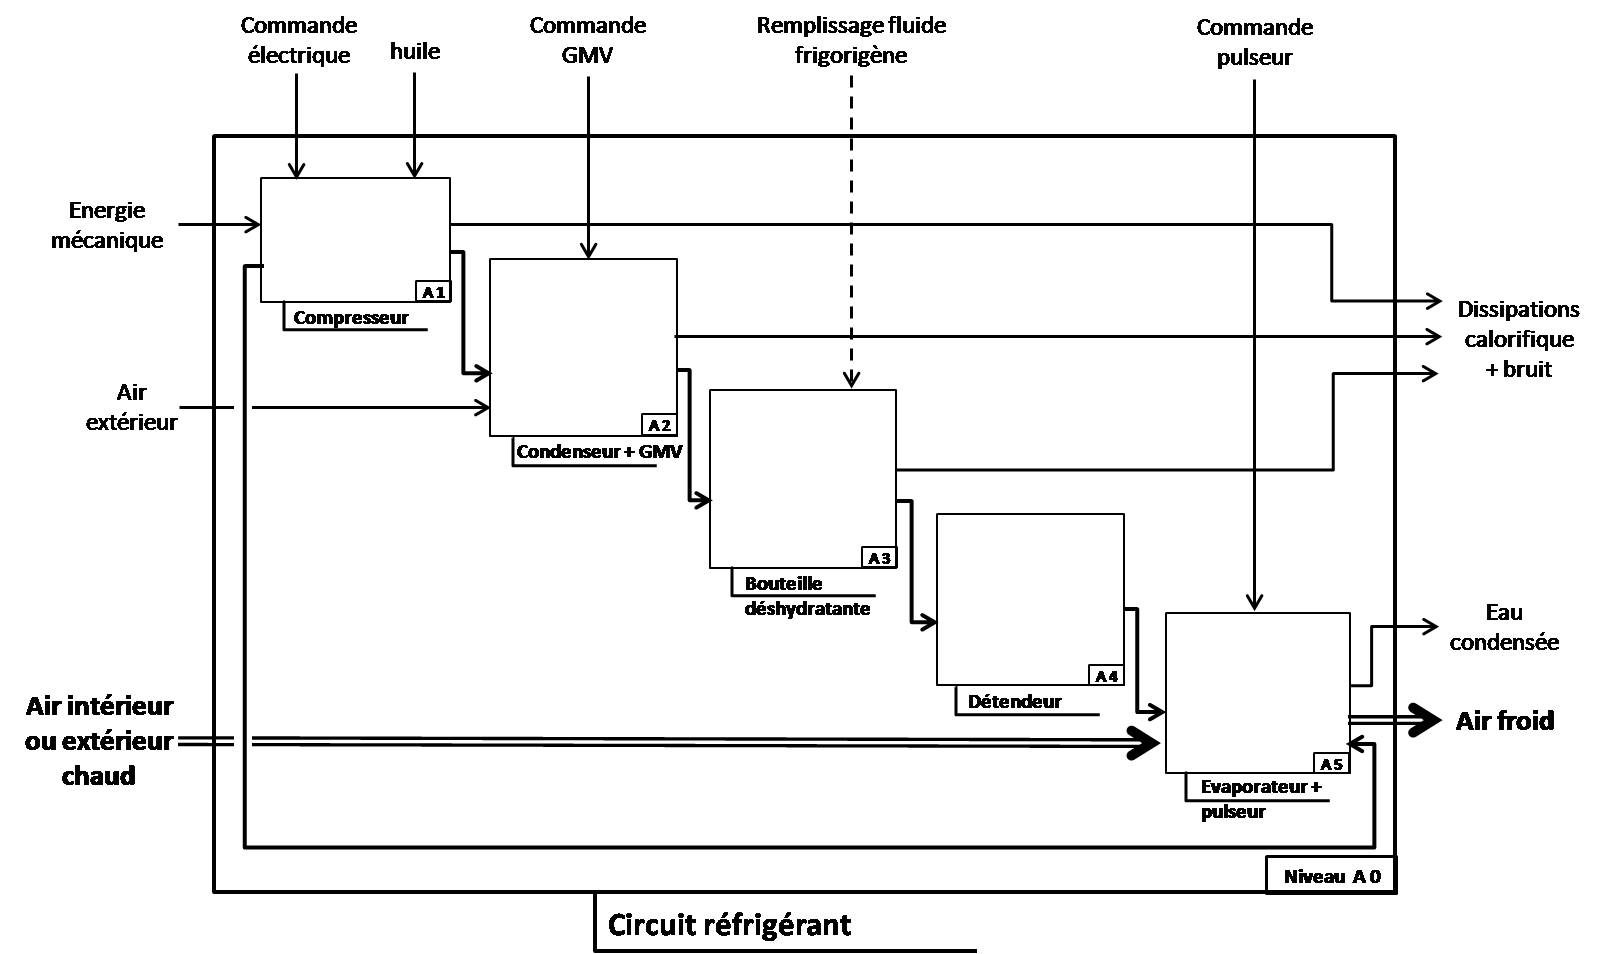 Commande
électrique
huile
Commande
GMV
Remplissage fluide
frigorigène
Commande
pulseur
Energie
mécanique
A1
Compresseur
Dissipations
calorifique
+ bruit
Air
extérieur
A2
Condenseur + GMV
A3
Bouteille
déshydratante
Eau
condensée
A4
Détendeur
Air intérieur
ou extérieur
chaud
Air froid
A5
Evaporateur +
pulseur
Niveau A 0
Circuit réfrigérant